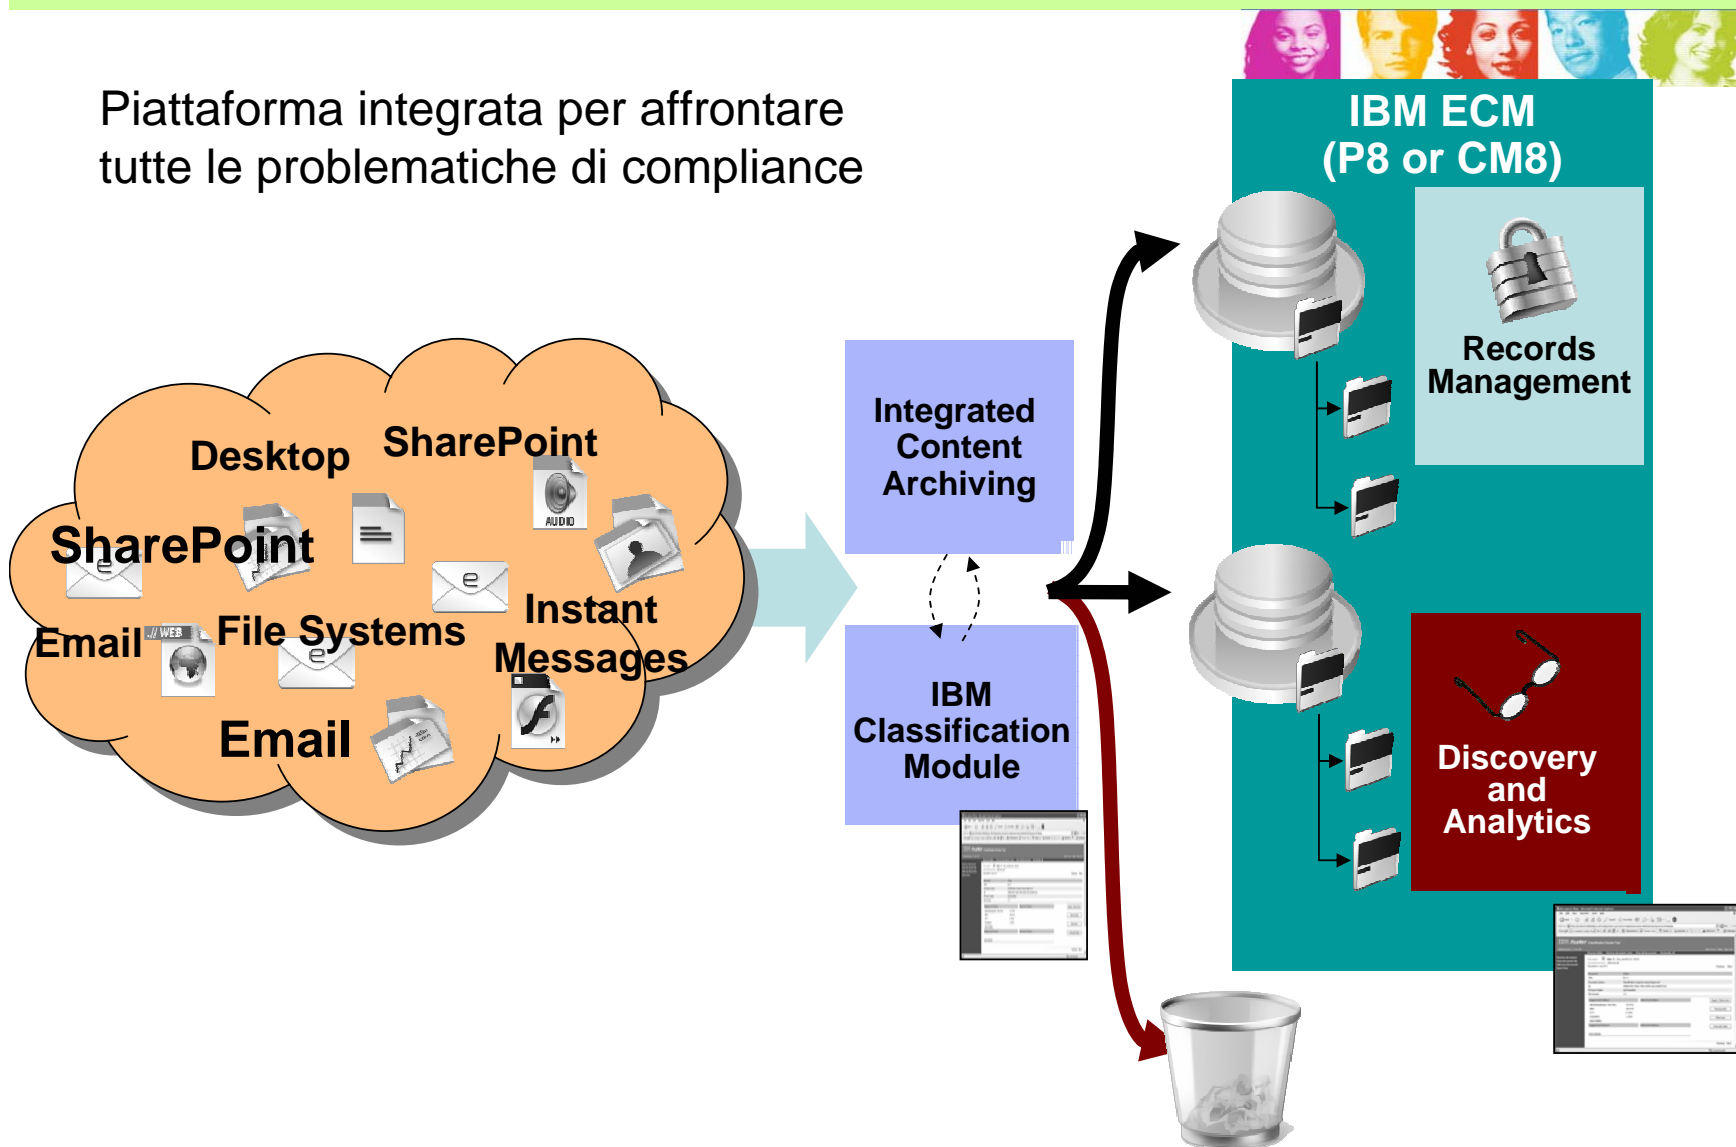 Piattaforma integrata per affrontare
tutte le problematiche di compliance
IBM ECM
(P8 or CM8)
Records
Management
Integrated
Content
Archiving
Desktop
SharePoint
AUDIO
SharePoint
e
e
Instant
Messages
File Systems
Email
.// WEB
e
Email
IBM
Classification
Module
Discovery
and
Analytics